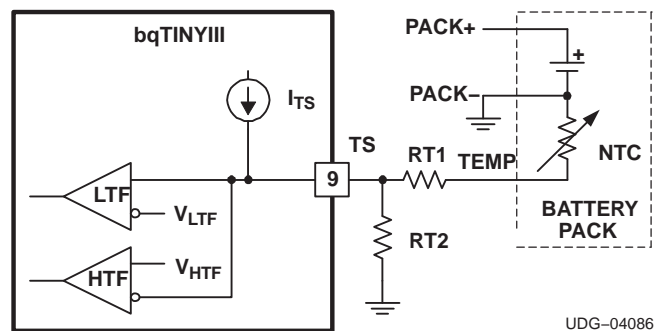 bqTINYIII
PACK+
+
I_TS
PACK−
TS
RT1
TEMP
NTC
9
LTF
V_LTF
BATTERY
PACK
RT2
HTF
V_HTF
UDG−04086